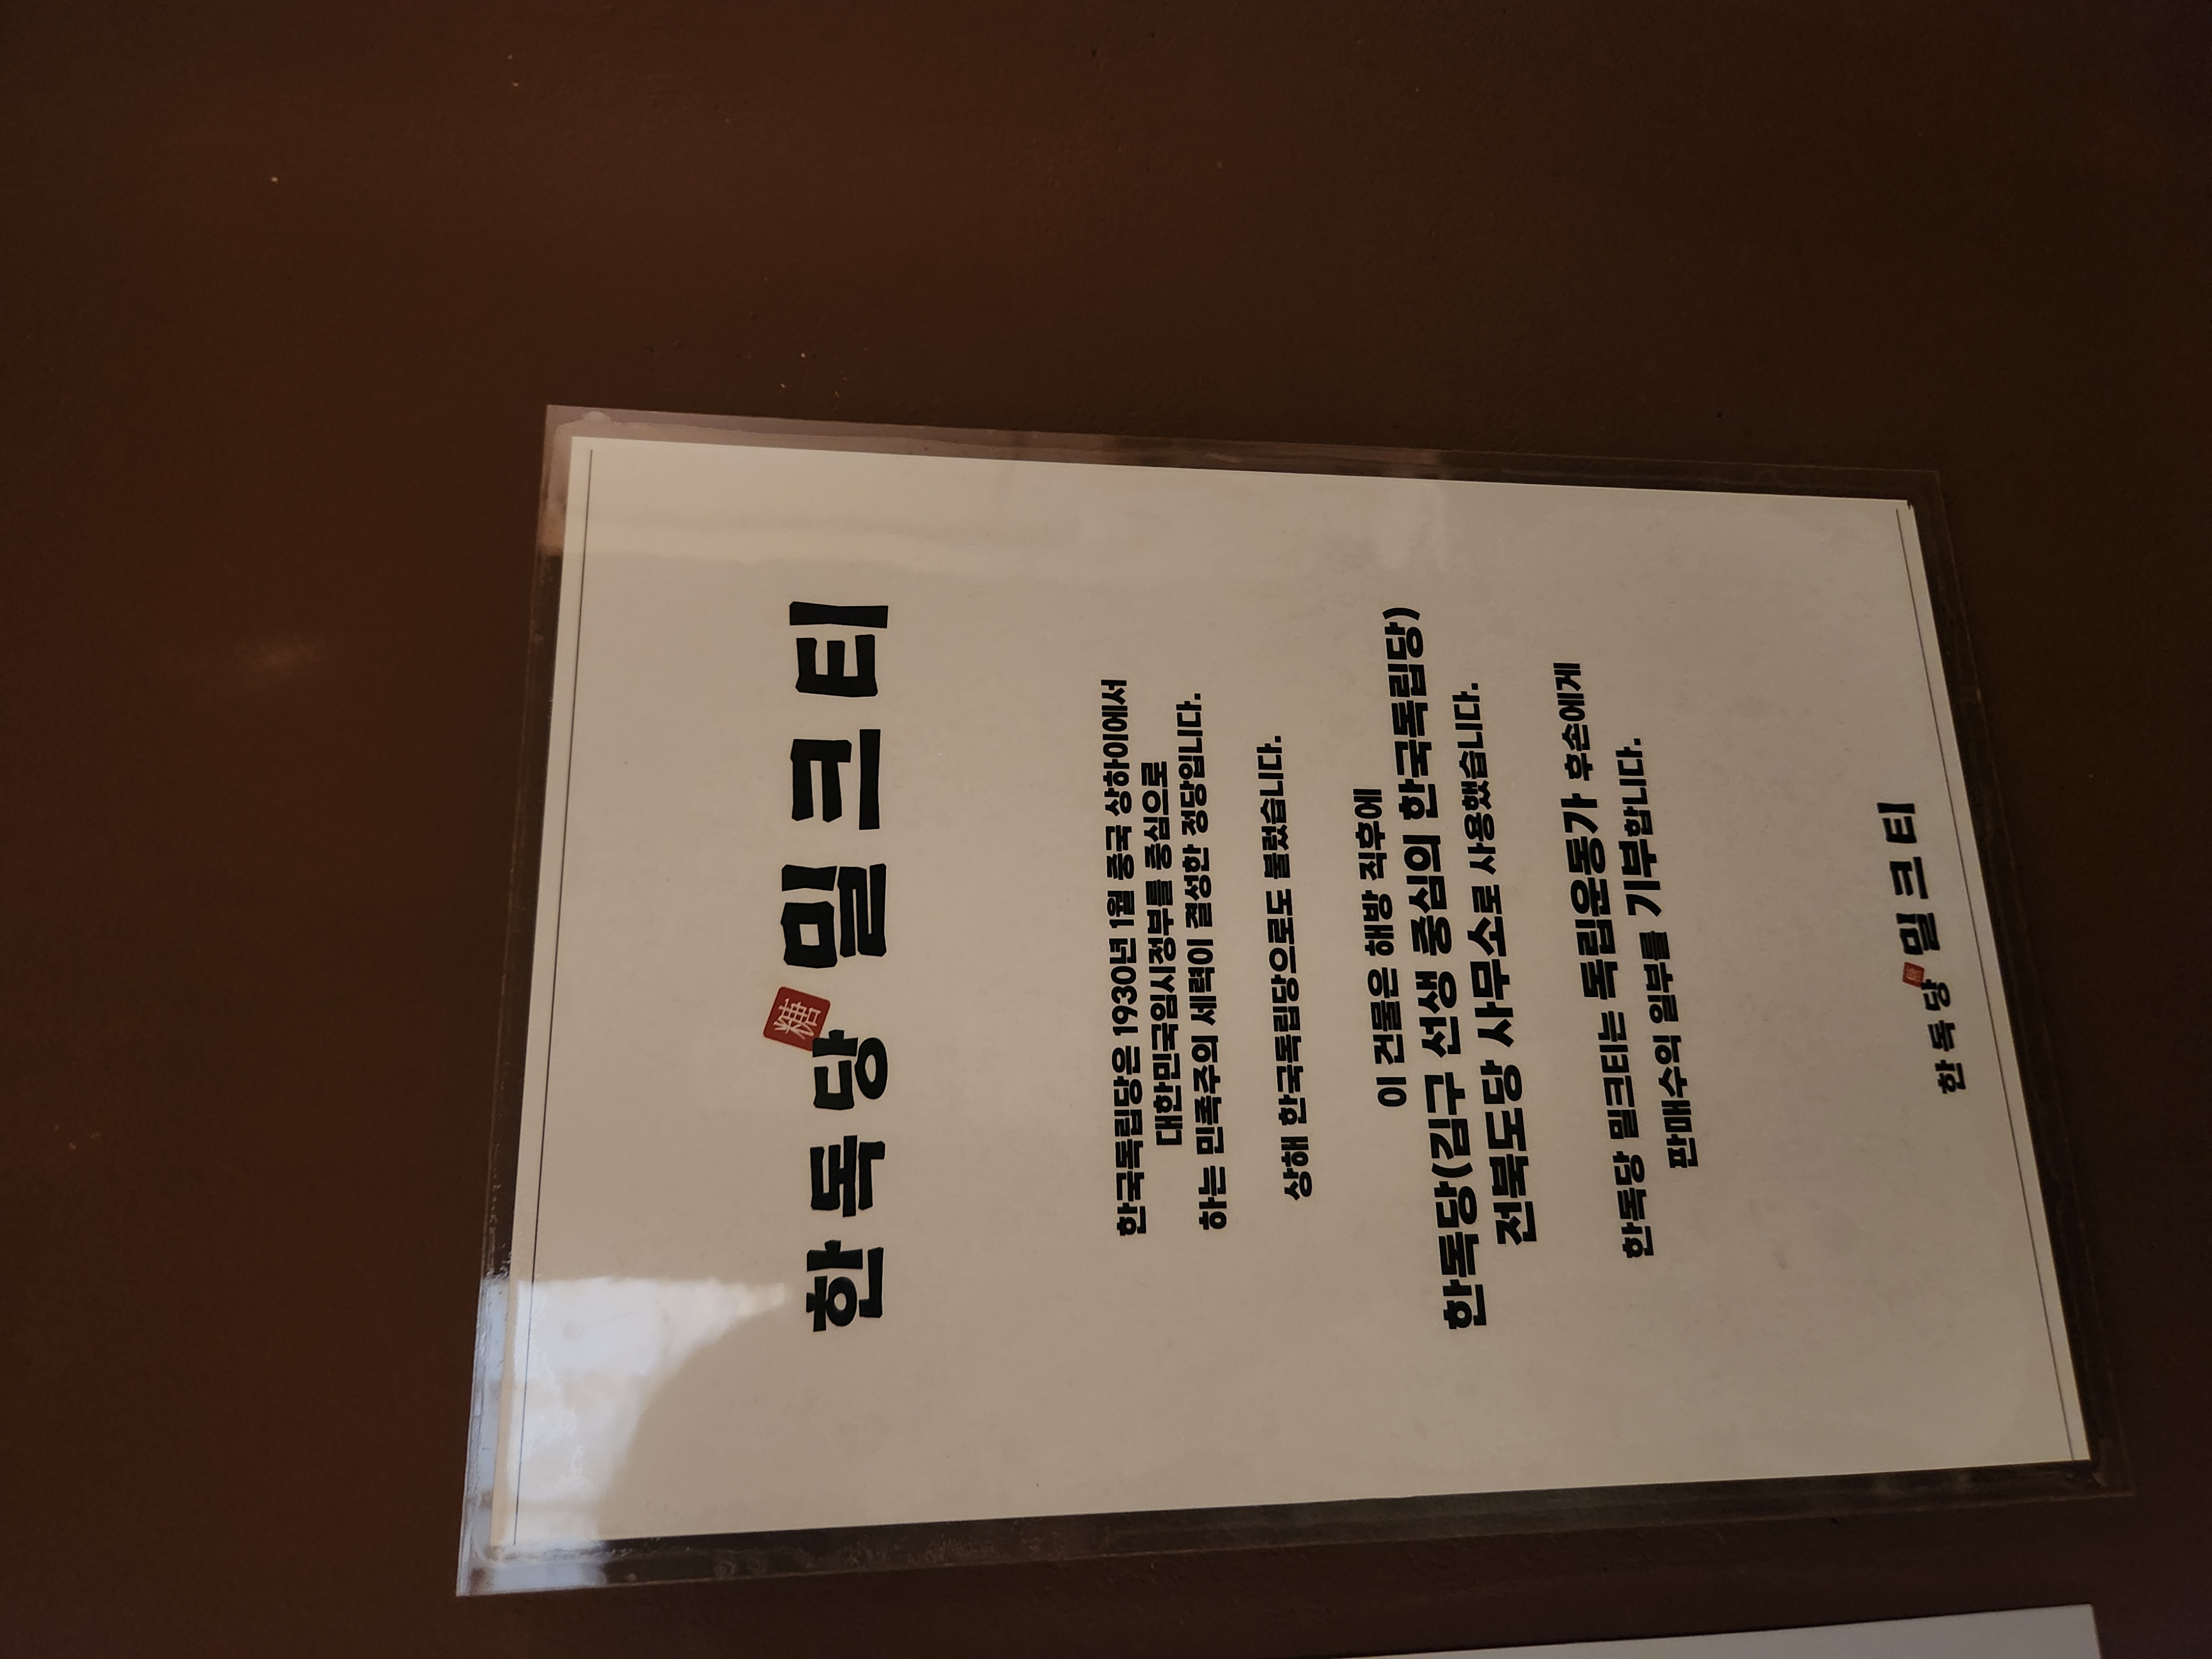 한독당 밀크티
糖
한국독립당은 1930년 1월 중국 상하이에서
대한민국임시정부를 중심으로
하는 민족주의 세력이 결성한 정당입니다.
상해 한국독립당으로도 불렸습니다.
이 건물은 해방 직후에
한독당(김구 선생 중심의 한국독립당)
전북도당 사무소로 사용했습니다.
한독당 밀크티는 독립운동가 후손에게
판매수익 일부를 기부합니다.
한독당 밀크티
糖